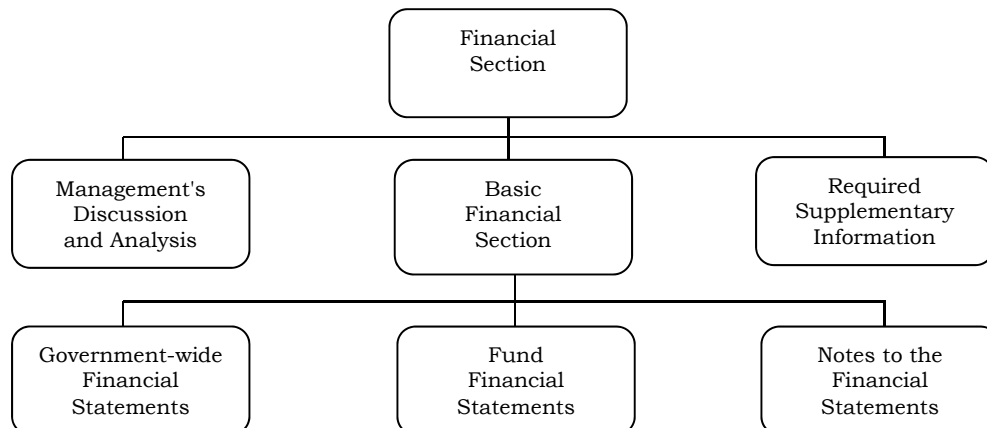 Financial
Section
Management's
Discussion
and Analysis
Basic
Financial
Section
Required
Supplementary
Information
Government-wide
Financial
Statements
Fund
Financial
Statements
Notes to the
Financial
Statements